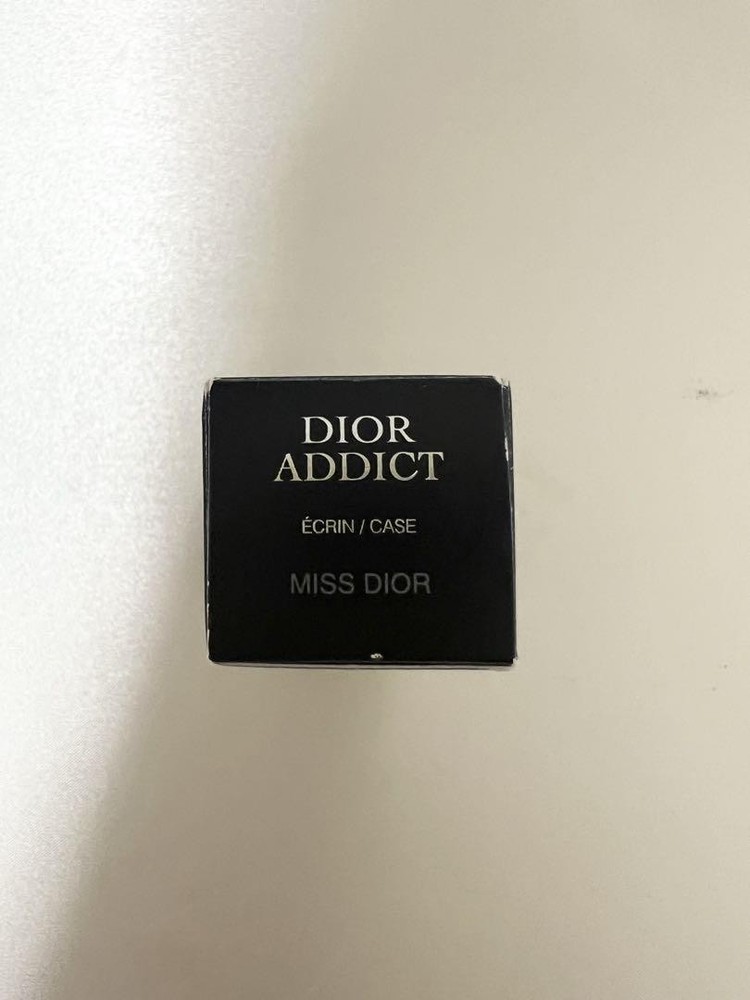 DIOR
ADDICT
ÉCRIN / CASE
MISS DIOR